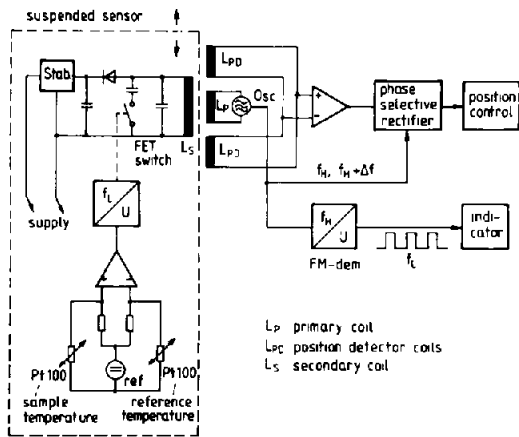 suspended sensor
Stab.
FET
switch
L_S
L_PD
L_P
Osc
L_PD
+
-
phase
selective
rectifier
position
control
f_H, f_H+Δf
supply
f_L
U
f_H
U
FM-dem
f_L
indi-
cator
Pt100
sample
temperature
ref
Pt100
reference
temperature
L_P primary coil
L_PD position detector coils
L_S secondary coil